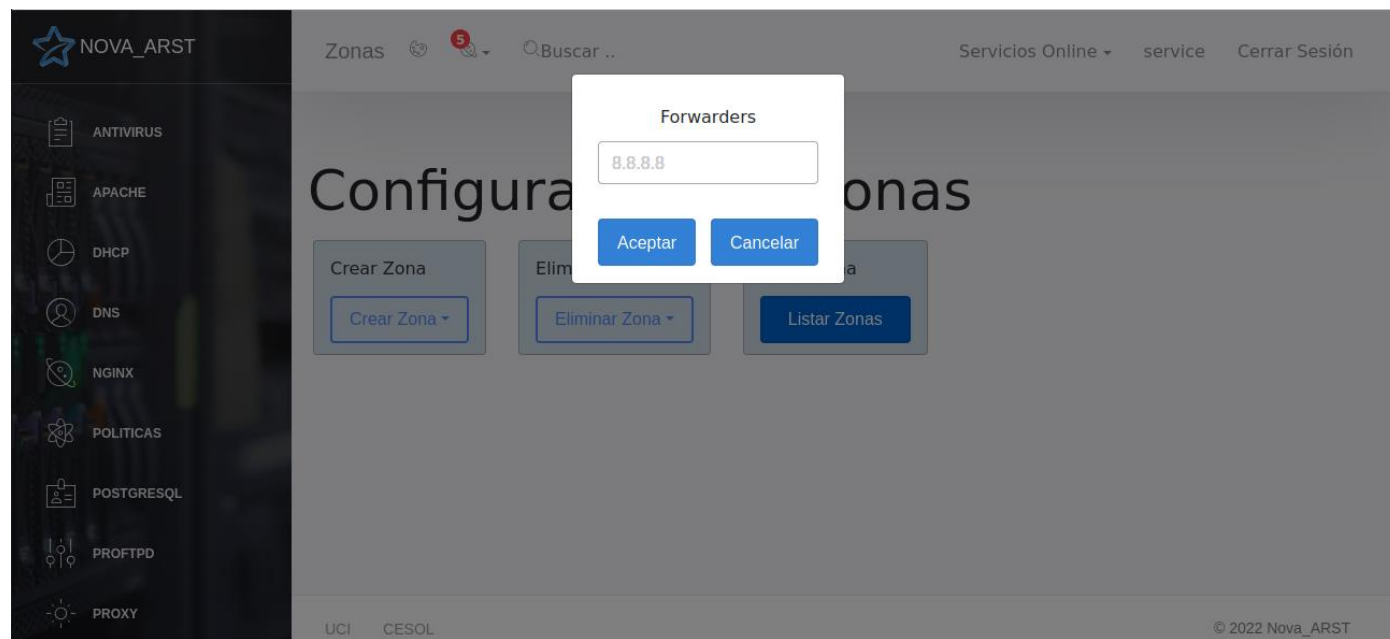 NOVA_ARST
Zonas 5 Buscar .. Servicios Online service Cerrar Sesión
ANTIVIRUS
APACHE
DHCP
DNS
NGINX
POLITICAS
POSTGRESQL
PROFTPD
PROXY
Forwarders
8.8.8.8
Aceptar Cancelar
Configura onas
Crear Zona Elim a
Crear Zona Eliminar Zona Listar Zonas
UCI CESOL © 2022 Nova_ARST